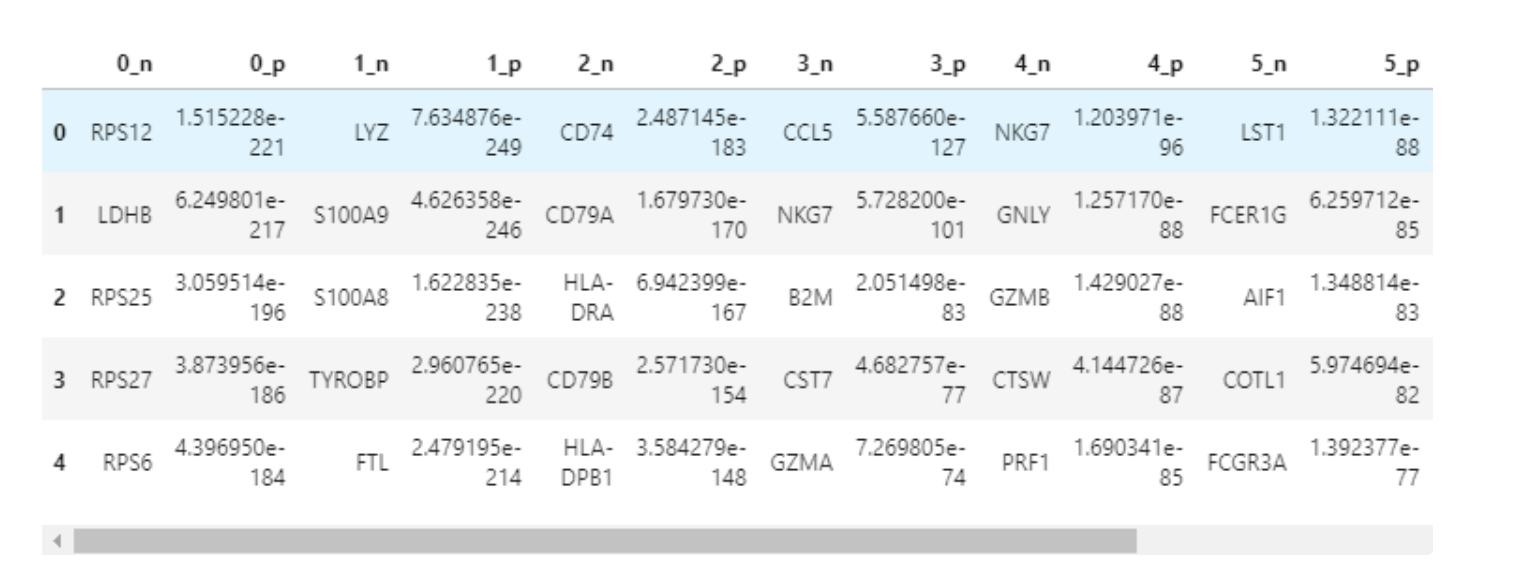 0_n 0_p 1_n 1_p 2_n 2_p 3_n 3_p 4_n 4_p 5_n 5_p
0 RPS12 1.515228e-221 LYZ 7.634876e-249 CD74 2.487145e-183 CCL5 5.587660e-127 NKG7 1.203971e-96 LST1 1.322111e-88
1 LDHB 6.249801e-217 S100A9 4.626358e-246 CD79A 1.679730e-170 NKG7 5.728200e-101 GNLY 1.257170e-88 FCER1G 6.259712e-85
2 RPS25 3.059514e-196 S100A8 1.622835e-238 HLA-DRA 6.942399e-167 B2M 2.051498e-83 GZMB 1.429027e-88 AIF1 1.348814e-83
3 RPS27 3.873956e-186 TYROBP 2.960765e-220 CD79B 2.571730e-154 CST7 4.682757e-77 CTSW 4.144726e-87 COTL1 5.974694e-82
4 RPS6 4.396950e-184 FTL 2.479195e-214 HLA-DPB1 3.584279e-148 GZMA 7.269805e-74 PRF1 1.690341e-85 FCGR3A 1.392377e-77